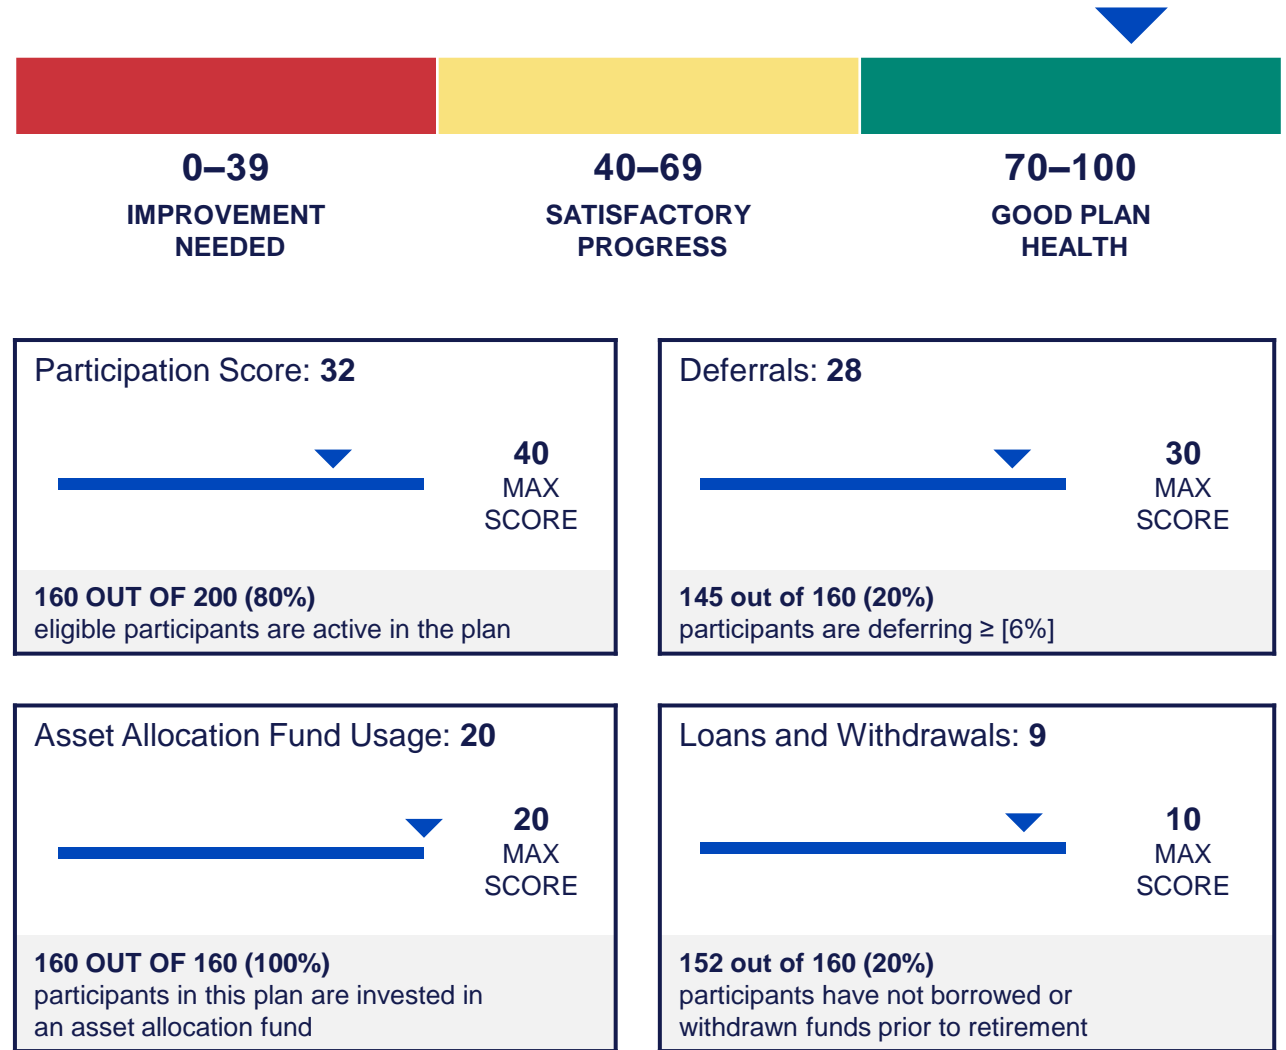 0–39
IMPROVEMENT
NEEDED
40–69
SATISFACTORY
PROGRESS
70–100
GOOD PLAN
HEALTH
Participation Score: 32
40
MAX
SCORE
160 OUT OF 200 (80%)
eligible participants are active in the plan
Deferrals: 28
30
MAX
SCORE
145 out of 160 (20%)
participants are deferring ≥ [6%]
Asset Allocation Fund Usage: 20
20
MAX
SCORE
160 OUT OF 160 (100%)
participants in this plan are invested in
an asset allocation fund
Loans and Withdrawals: 9
10
MAX
SCORE
152 out of 160 (20%)
participants have not borrowed or
withdrawn funds prior to retirement